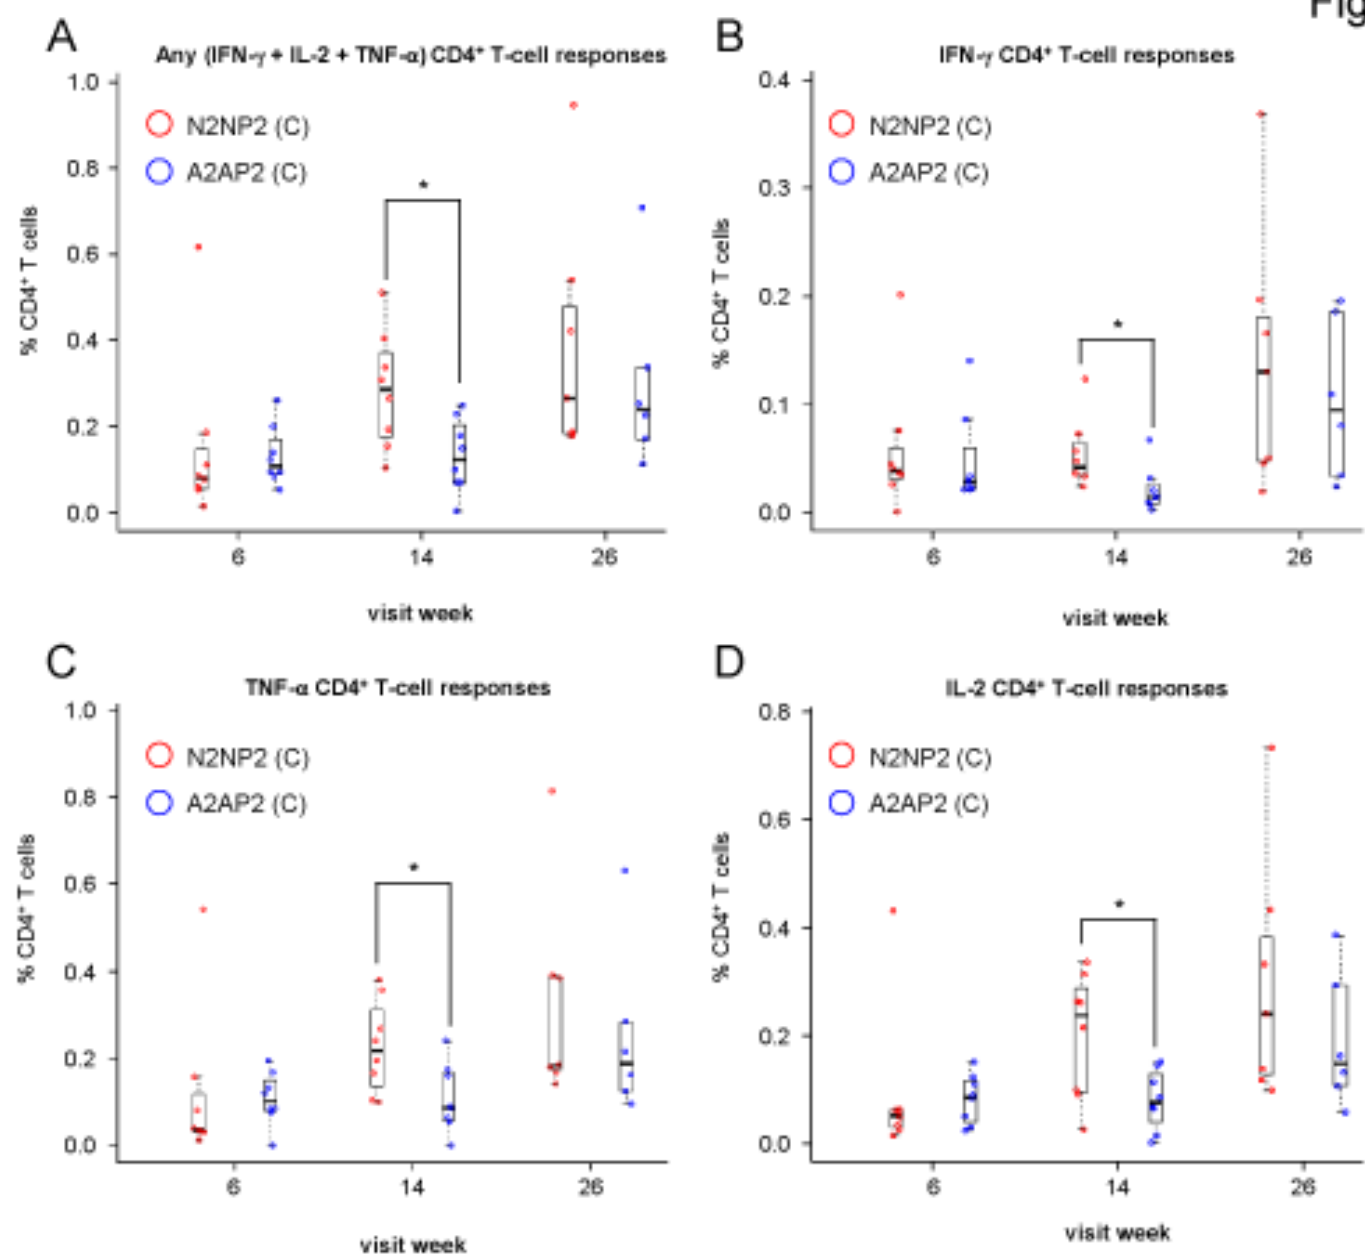 Fig
A
Any (IFN-γ + IL-2 + TNF-α) CD4⁺ T-cell responses
1.0
0.8
0.6
0.4
0.2
0.0
% CD4⁺ T cells
N2NP2 (C)
A2AP2 (C)
*
6 14 26
visit week
B
IFN-γ CD4⁺ T-cell responses
0.4
0.3
0.2
0.1
0.0
% CD4⁺ T cells
N2NP2 (C)
A2AP2 (C)
*
6 14 26
visit week
C
TNF-α CD4⁺ T-cell responses
1.0
0.8
0.6
0.4
0.2
0.0
% CD4⁺ T cells
N2NP2 (C)
A2AP2 (C)
*
6 14 26
visit week
D
IL-2 CD4⁺ T-cell responses
0.8
0.6
0.4
0.2
0.0
% CD4⁺ T cells
N2NP2 (C)
A2AP2 (C)
*
6 14 26
visit week